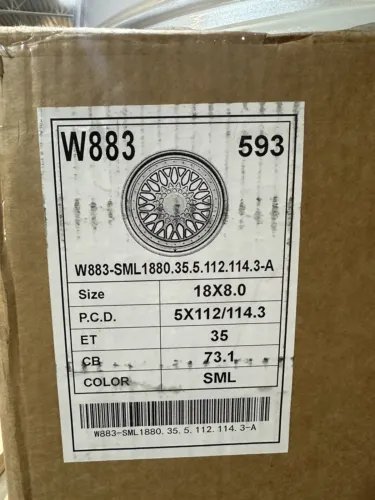 W883 593
W883-SML1880.35.5.112.114.3-A
Size 18X8.0
P.C.D. 5X112/114.3
ET 35
CB 73.1
COLOR SML
W883-SML1880.35.5.112.114.3-A